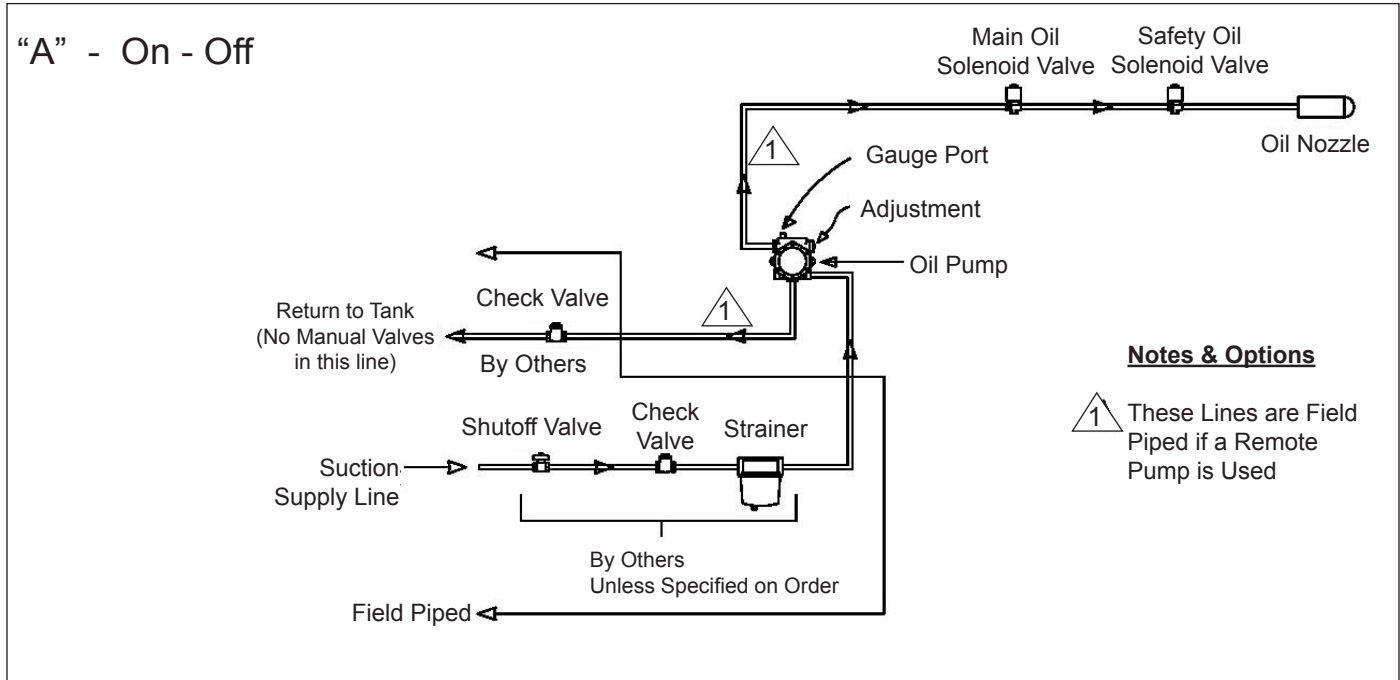 “A” - On - Off
Main Oil
Solenoid Valve
Safety Oil
Solenoid Valve
Oil Nozzle
1
Gauge Port
Adjustment
Oil Pump
Check Valve
1
Return to Tank
(No Manual Valves
in this line)
By Others
Notes & Options
1
These Lines are Field
Piped if a Remote
Pump is Used
Shutoff Valve
Check
Valve
Strainer
Suction
Supply Line
By Others
Unless Specified on Order
Field Piped